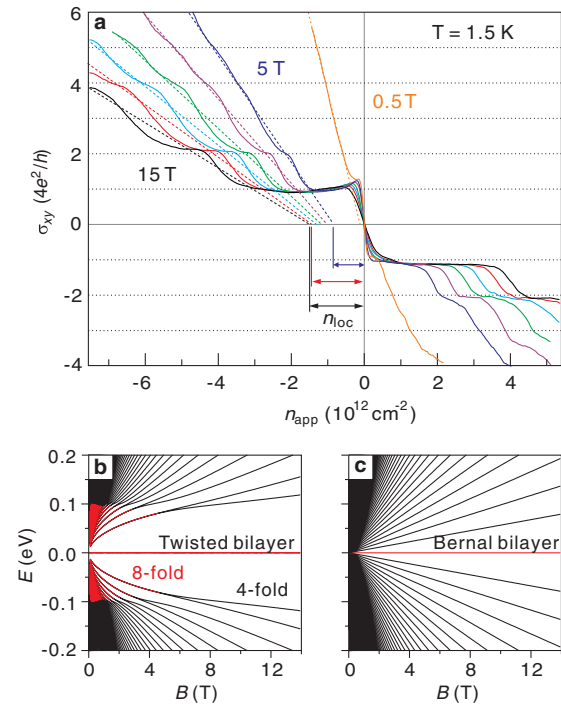 a
T = 1.5 K
5 T
0.5 T
15 T
n_loc
σ_xy (4e²/h)
6
4
2
0
-2
-4
-6 -4 -2 0 2 4
n_app (10¹² cm⁻²)
b
c
E (eV)
0.2
0.1
0.0
-0.1
-0.2
Twisted bilayer
8-fold
4-fold
Bernal bilayer
0 4 8 12
0 4 8 12
B (T)
B (T)